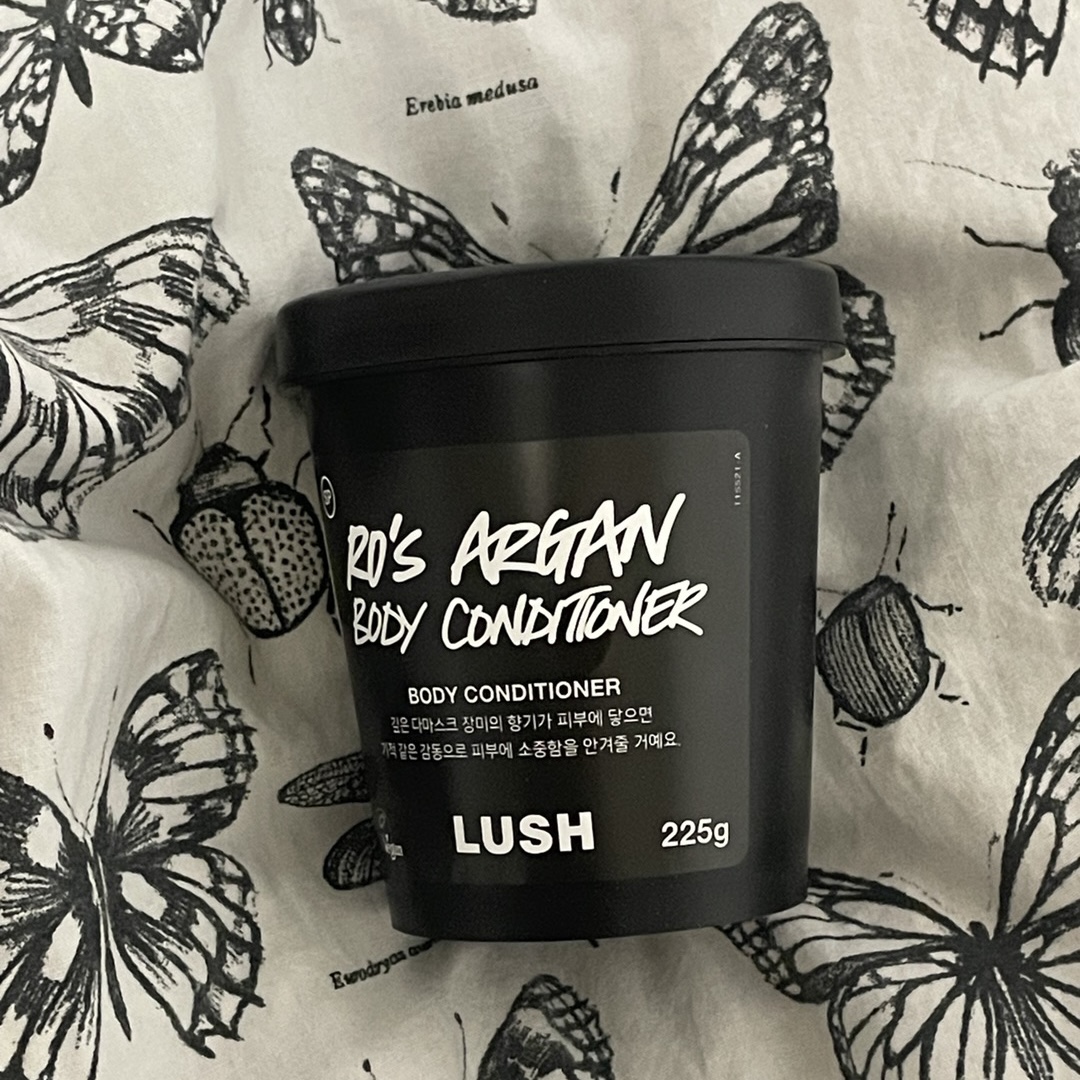 Erebia medusa
RO'S ARGAN
BODY CONDITIONER
BODY CONDITIONER
깊은 다마스크 장미의 향기가 피부에 닿으면
기적 같은 감동으로 피부에 소중함을 안겨줄 거예요.
LUSH
225g